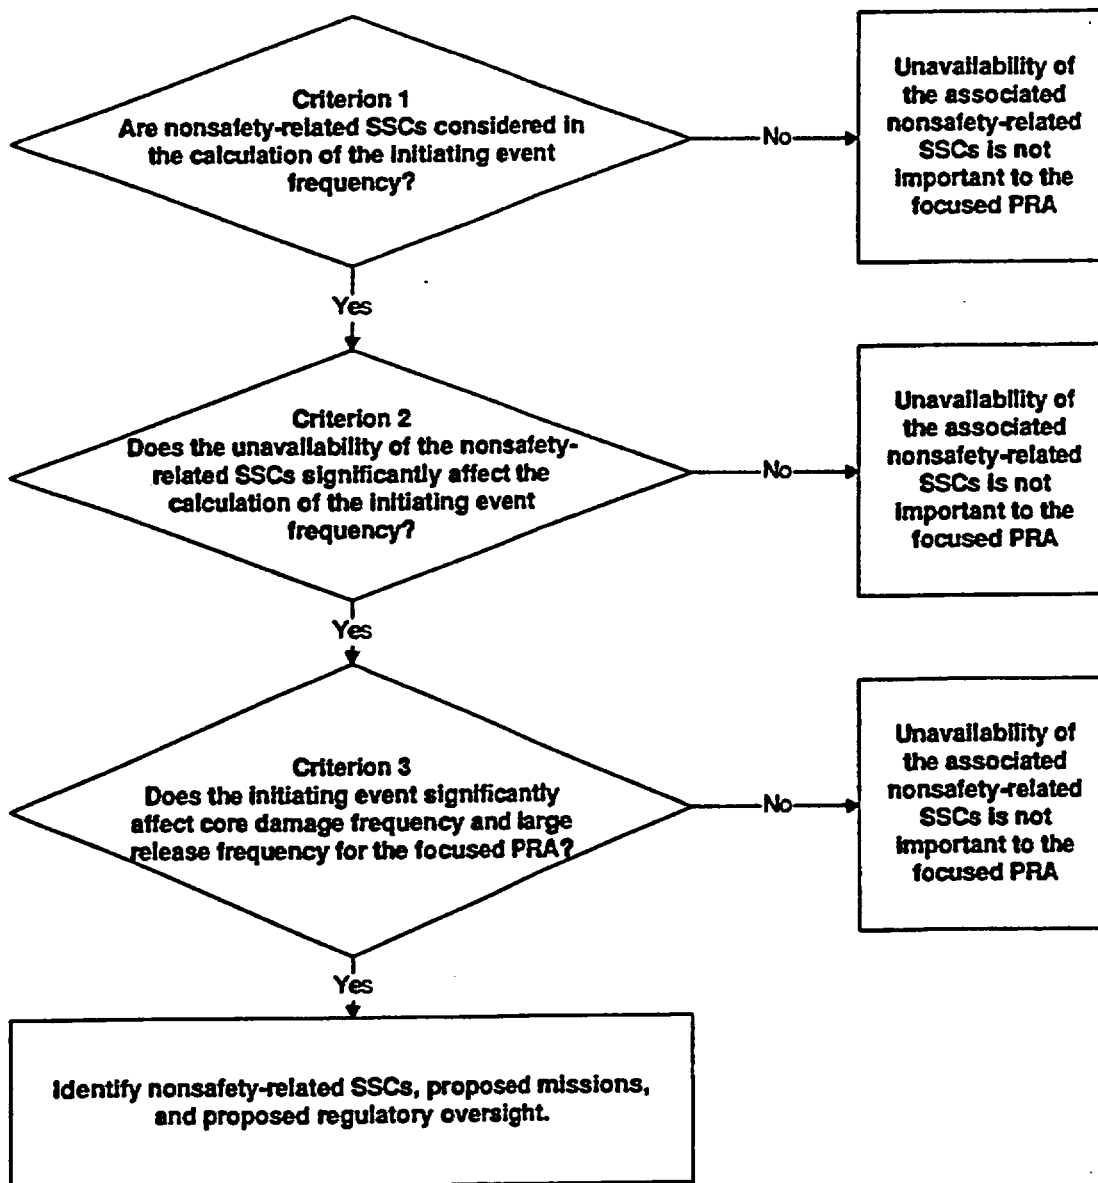 Criterion 1
Are nonsafety-related SSCs considered in
the calculation of the initiating event
frequency?
No
Unavailability of
the associated
nonsafety-related
SSCs is not
important to the
focused PRA
Yes
Criterion 2
Does the unavailability of the nonsafety-
related SSCs significantly affect the
calculation of the initiating event
frequency?
No
Unavailability of
the associated
nonsafety-related
SSCs is not
important to the
focused PRA
Yes
Criterion 3
Does the initiating event significantly
affect core damage frequency and large
release frequency for the focused PRA?
No
Unavailability of
the associated
nonsafety-related
SSCs is not
important to the
focused PRA
Yes
Identify nonsafety-related SSCs, proposed missions,
and proposed regulatory oversight.